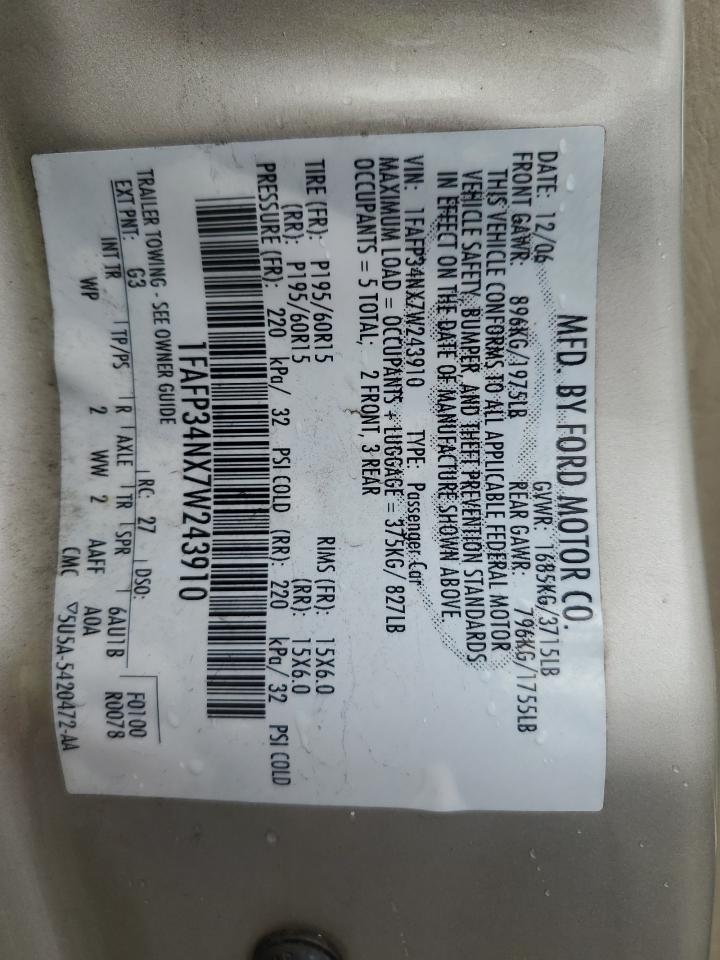 MFD. BY FORD MOTOR CO.
DATE: 12/06 GVWR: 1685KG/3715LB
FRONT GAWR: 896KG/1975LB REAR GAWR: 796KG/1755LB
THIS VEHICLE CONFORMS TO ALL APPLICABLE FEDERAL MOTOR
VEHICLE SAFETY, BUMPER, AND THEFT PREVENTION STANDARDS
IN EFFECT ON THE DATE OF MANUFACTURE SHOWN ABOVE.
VIN: 1FAFP34NX7W243910 TYPE: Passenger Car
MAXIMUM LOAD = OCCUPANTS + LUGGAGE = 375KG/ 827LB
OCCUPANTS = 5 TOTAL; 2 FRONT, 3 REAR
TIRE (FR): P195/60R15 RIMS (FR): 15X6.0
(RR): P195/60R15 (RR): 15X6.0
PRESSURE (FR): 220 kPa/ 32 PSI COLD (RR): 220 kPa/ 32 PSI COLD
1FAFP34NX7W243910
TRAILER TOWING - SEE OWNER GUIDE
EXT PNT: G3 RC: 27 DSO: F0100
INT TR TP/PS R AXLE TR SPR 6AU1B R0078
WP 2 WW 2 AAFF A0A
CMC ▽5U5A-5420472-AA